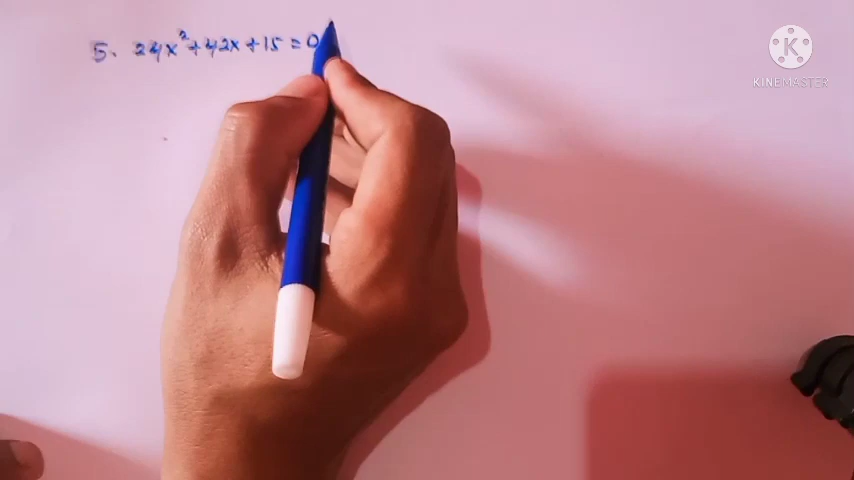 5. 24x² + 42x + 15 = 0
K
KINEMASTER